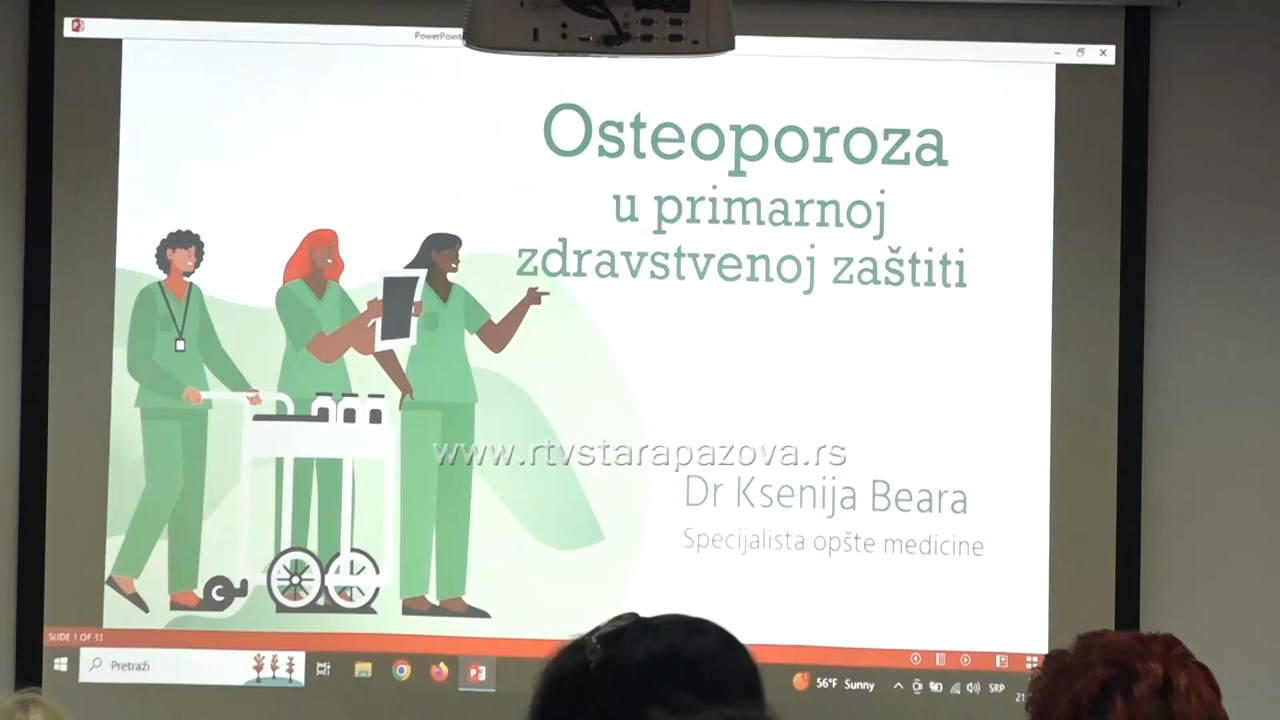 PowerPoint
Osteoporoza
u primarnoj
zdravstvenoj zaštiti
www.rtvstarapazova.rs
Dr Ksenija Beara
Specijalista opšte medicine
SLIDE 1 OF 33
Pretraži
56°F Sunny
SRP